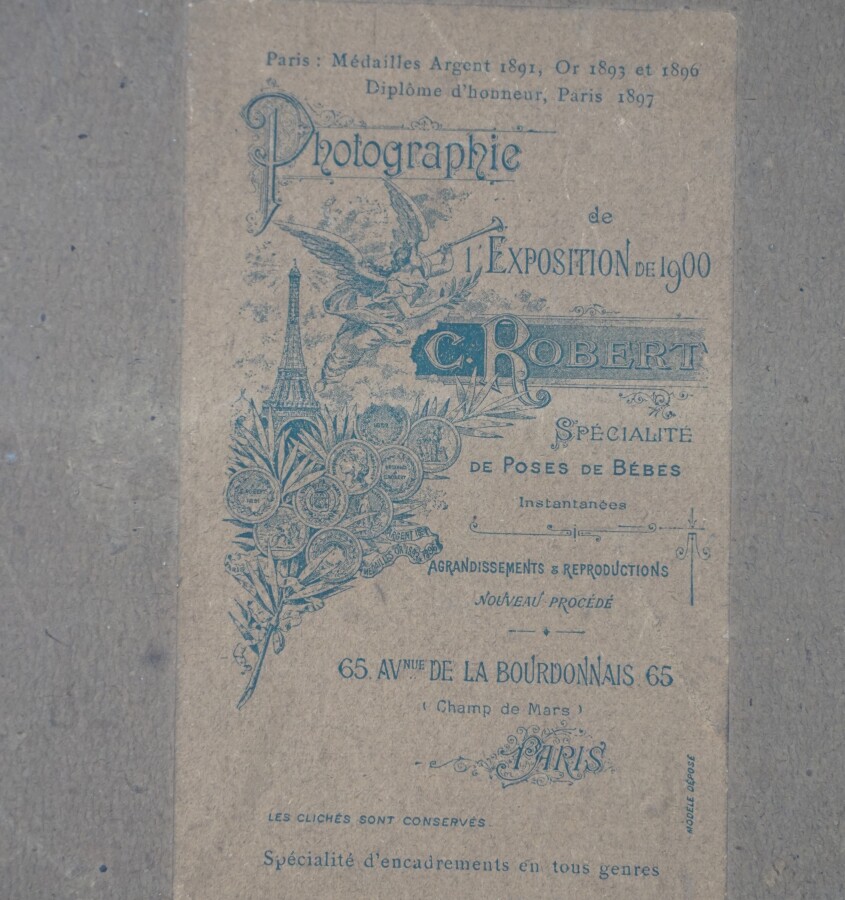 Paris : Médailles Argent 1891, Or 1893 et 1896
Diplôme d'honneur, Paris 1897
Photographie
de
l'EXPOSITION DE 1900
C. ROBERT
SPÉCIALITÉ
DE POSES DE BÉBÉS
Instantanées
AGRANDISSEMENTS & REPRODUCTIONS
NOUVEAU PROCÉDÉ
65, AVNUE DE LA BOURDONNAIS, 65
( Champ de Mars )
PARIS
MODÈLE DÉPOSÉ
LES CLICHÉS SONT CONSERVÉS
Spécialité d'encadrements en tous genres